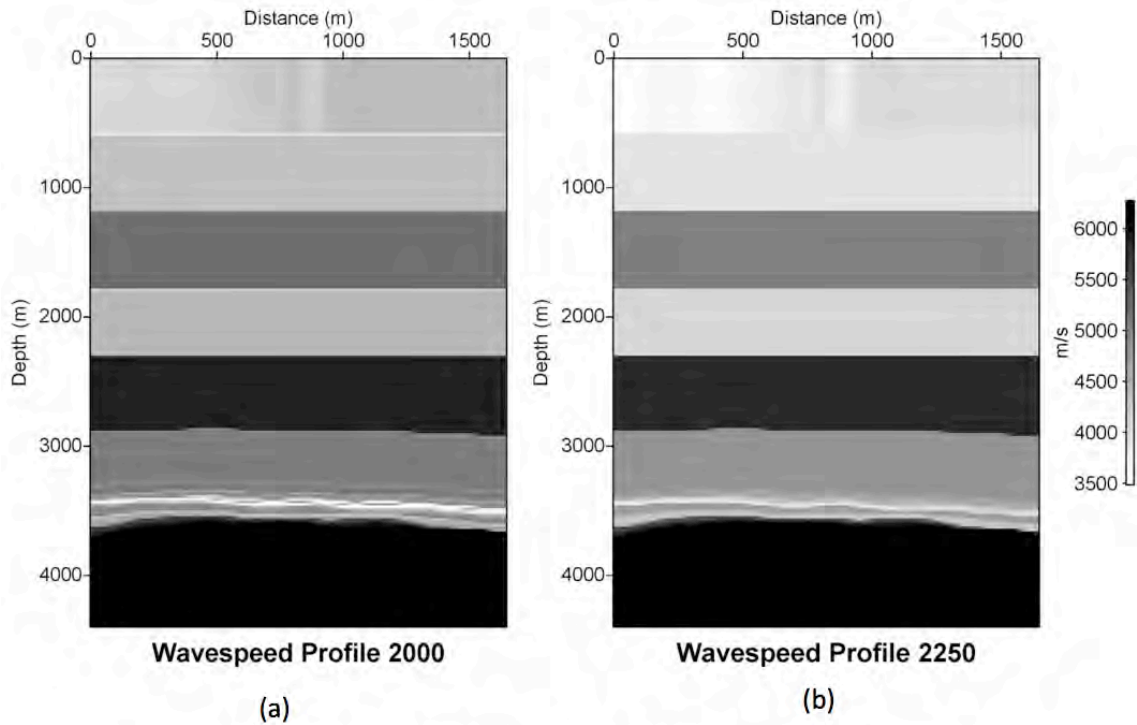 Distance (m)
0 500 1000 1500
0
1000
2000
3000
4000
Depth (m)
Wavespeed Profile 2000
(a)
Distance (m)
0 500 1000 1500
0
1000
2000
3000
4000
Depth (m)
Wavespeed Profile 2250
(b)
6000
5500
5000
4500
4000
3500
m/s